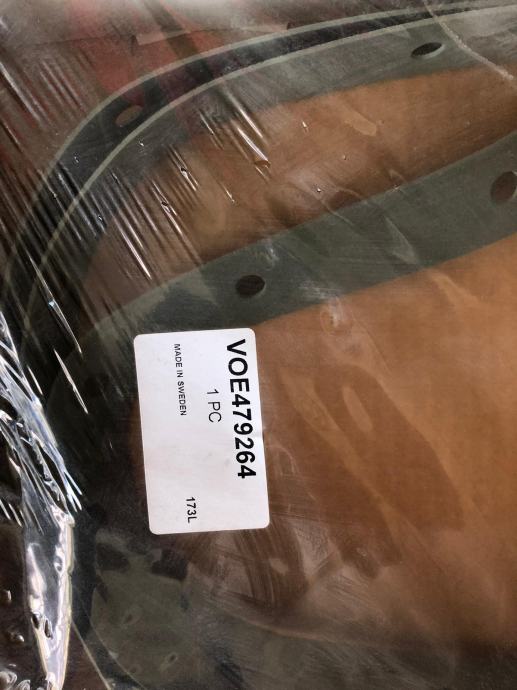 VOE479264
1 PC
MADE IN SWEDEN
173L